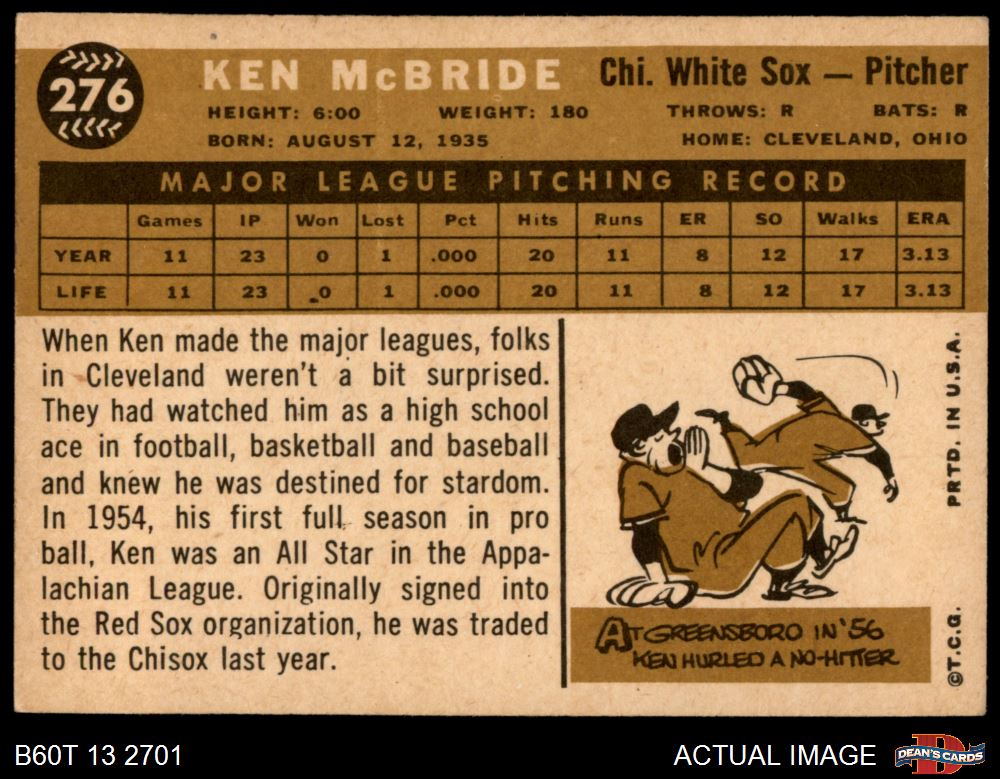 276
KEN McBRIDE
Chi. White Sox — Pitcher
HEIGHT: 6:00 WEIGHT: 180 THROWS: R BATS: R
BORN: AUGUST 12, 1935 HOME: CLEVELAND, OHIO
MAJOR LEAGUE PITCHING RECORD
Games IP Won Lost Pct Hits Runs ER SO Walks ERA
YEAR 11 23 0 1 .000 20 11 8 12 17 3.13
LIFE 11 23 0 1 .000 20 11 8 12 17 3.13
When Ken made the major leagues, folks
in Cleveland weren't a bit surprised.
They had watched him as a high school
ace in football, basketball and baseball
and knew he was destined for stardom.
In 1954, his first full season in pro
ball, Ken was an All Star in the Appa-
lachian League. Originally signed into
the Red Sox organization, he was traded
to the Chisox last year.
AT GREENSBORO IN '56
KEN HURLED A NO-HITTER
©T.C.G. PRTD. IN U.S.A.
B60T 13 2701
ACTUAL IMAGE
D
DEAN'S CARDS